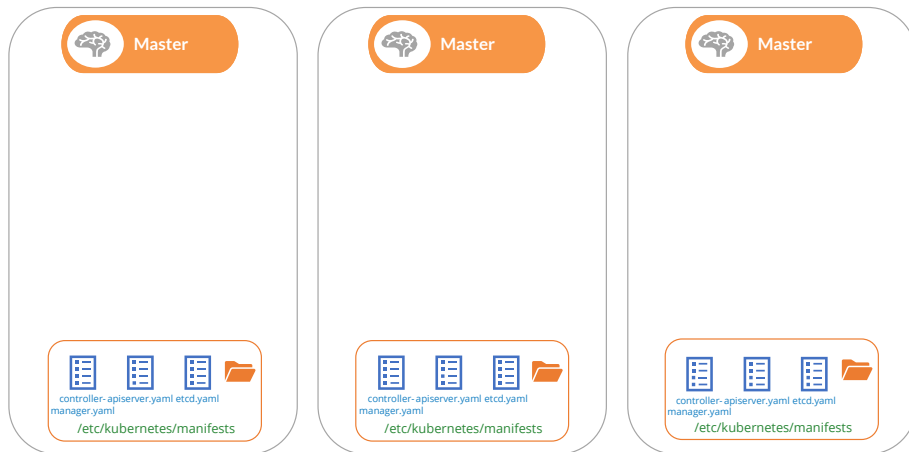 Master
controller- apiserver.yaml etcd.yaml
manager.yaml
/etc/kubernetes/manifests
Master
controller- apiserver.yaml etcd.yaml
manager.yaml
/etc/kubernetes/manifests
Master
controller- apiserver.yaml etcd.yaml
manager.yaml
/etc/kubernetes/manifests